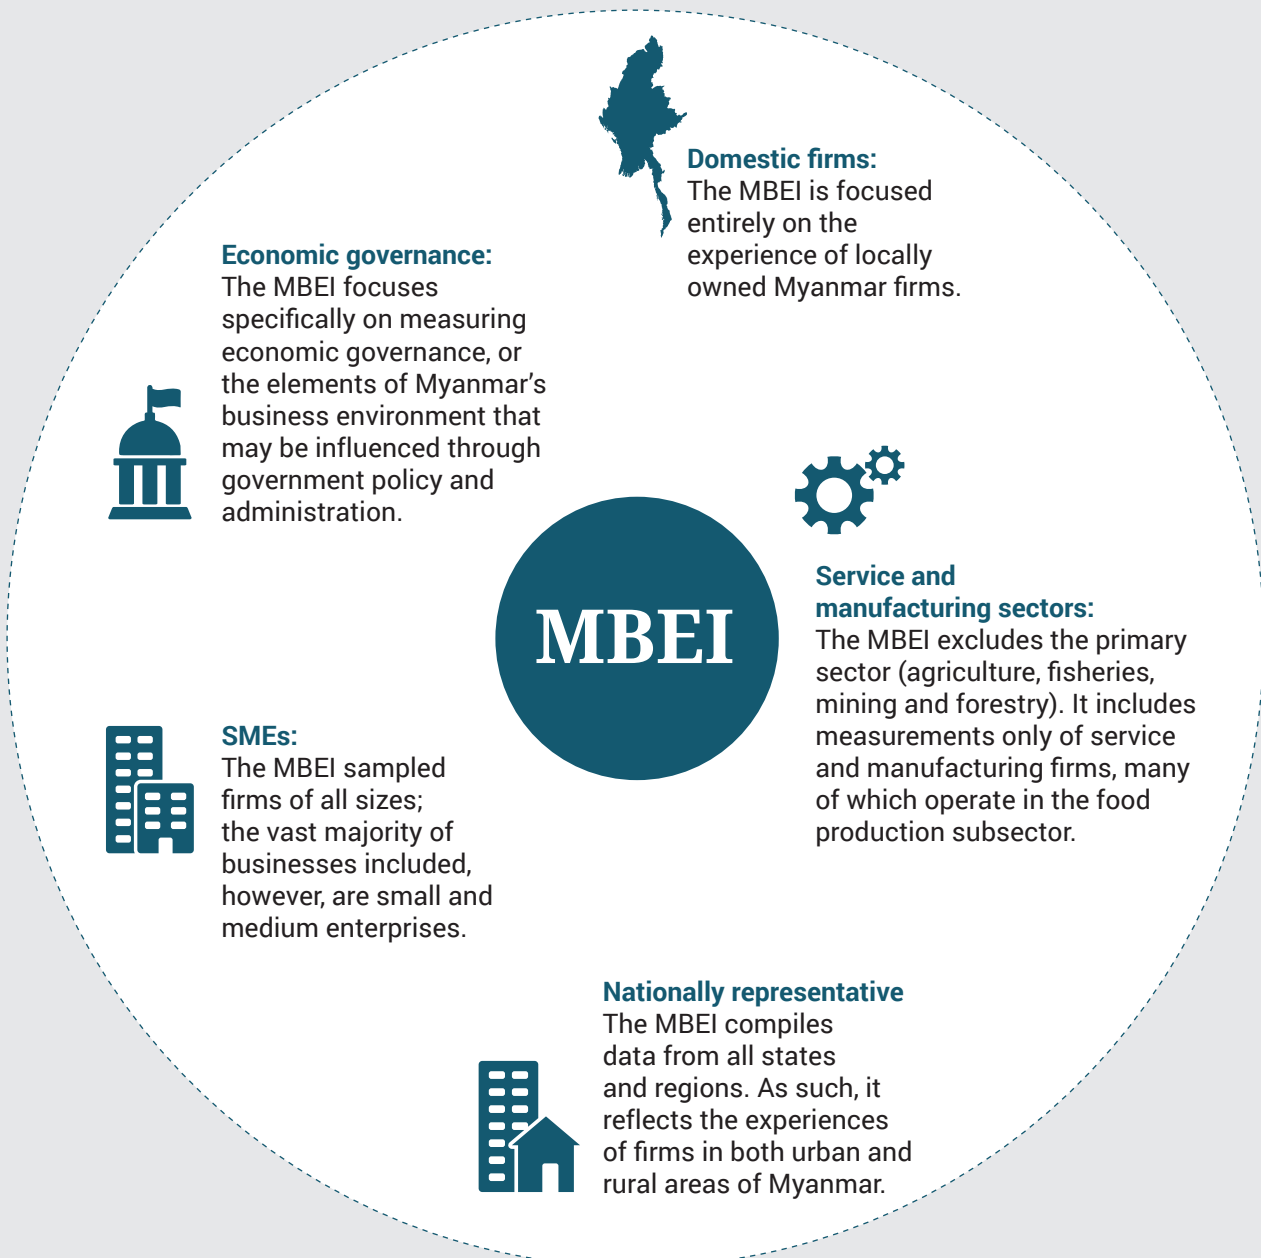 Domestic firms:
The MBEI is focused
entirely on the
experience of locally
owned Myanmar firms.
Economic governance:
The MBEI focuses
specifically on measuring
economic governance, or
the elements of Myanmar’s
business environment that
may be influenced through
government policy and
administration.
MBEI
Service and
manufacturing sectors:
The MBEI excludes the primary
sector (agriculture, fisheries,
mining and forestry). It includes
measurements only of service
and manufacturing firms, many
of which operate in the food
production subsector.
SMEs:
The MBEI sampled
firms of all sizes;
the vast majority of
businesses included,
however, are small and
medium enterprises.
Nationally representative
The MBEI compiles
data from all states
and regions. As such, it
reflects the experiences
of firms in both urban and
rural areas of Myanmar.